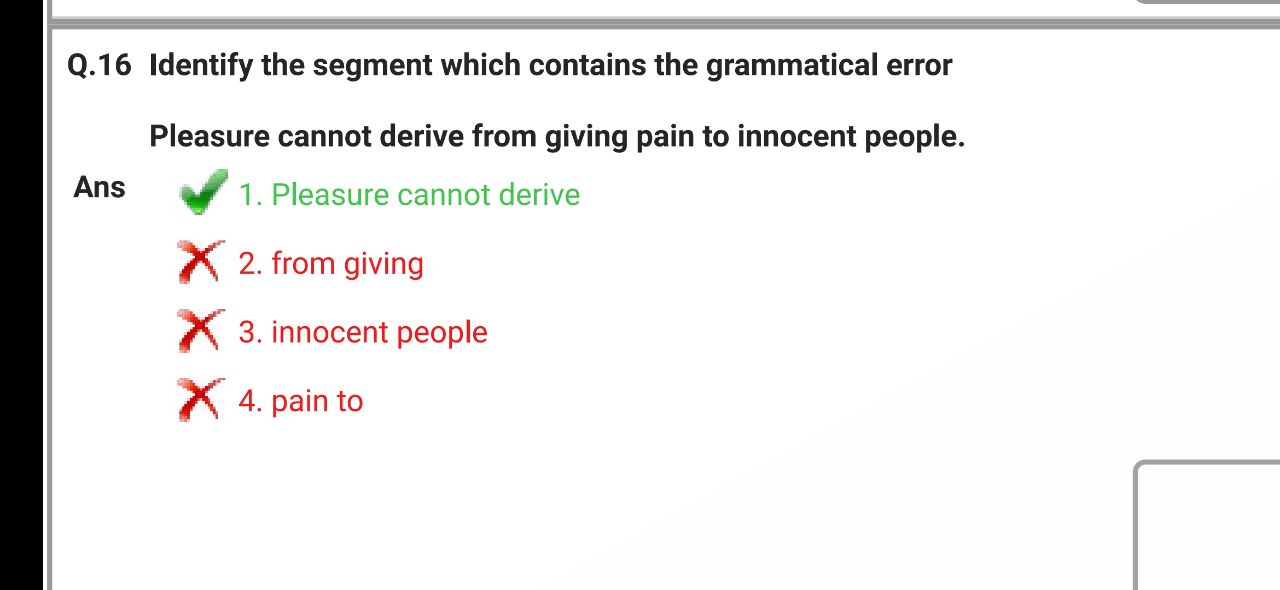 Q.16 Identify the segment which contains the grammatical error
Pleasure cannot derive from giving pain to innocent people.
Ans 1. Pleasure cannot derive
2. from giving
3. innocent people
4. pain to